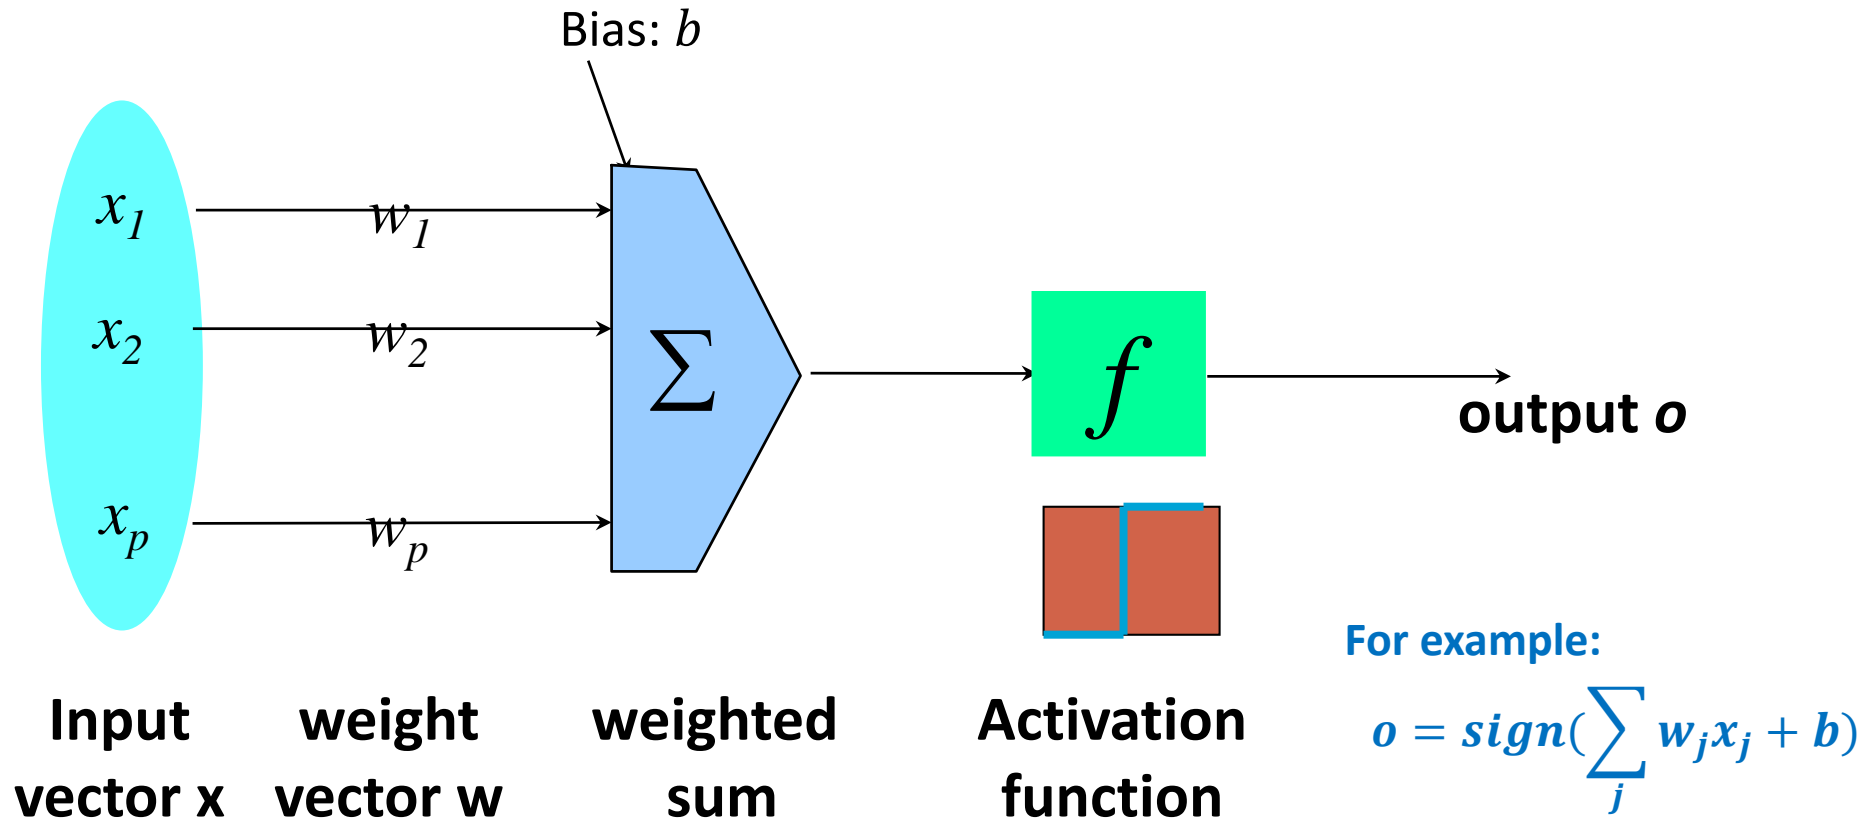 Bias: b
x1 w1
x2 w2
∑ f
output o
xp wp
For example:
o = sign(∑j wjxj + b)
Input weight weighted Activation
vector x vector w sum function